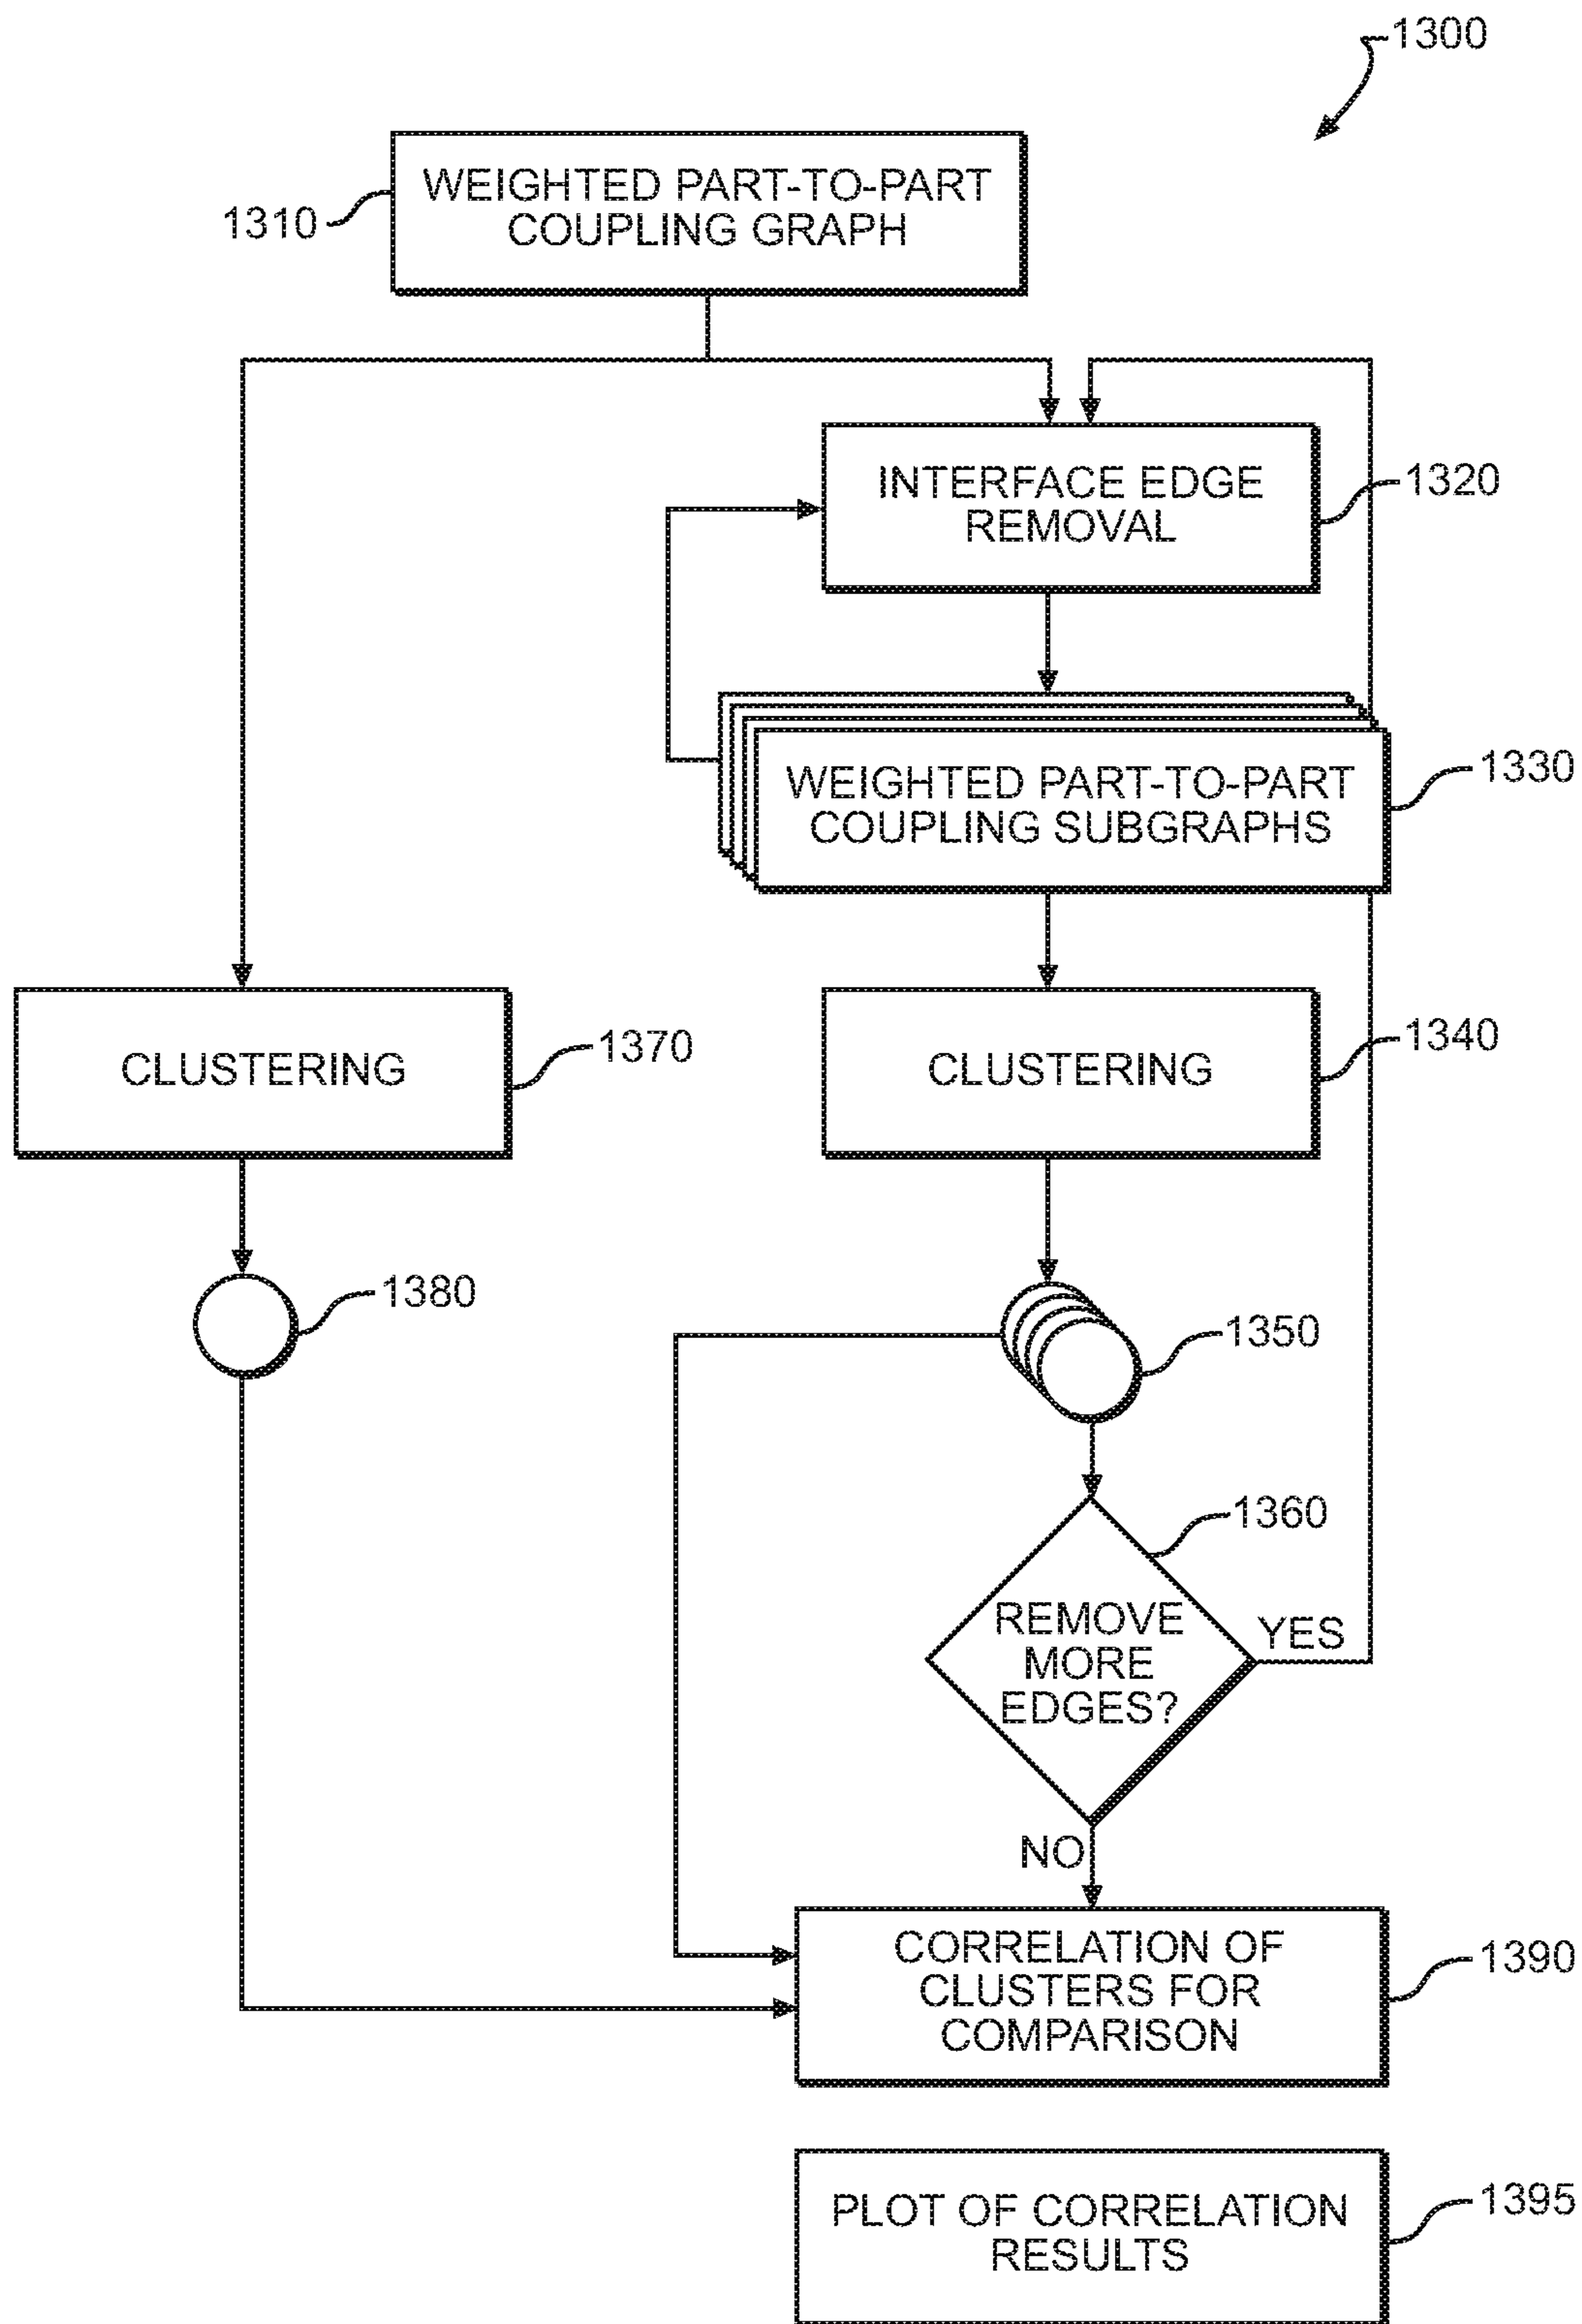 1300
WEIGHTED PART-TO-PART
COUPLING GRAPH
1310
INTERFACE EDGE
REMOVAL
1320
WEIGHTED PART-TO-PART
COUPLING SUBGRAPHS
1330
CLUSTERING
1370
CLUSTERING
1340
1380
1350
1360
REMOVE
MORE
EDGES?
YES
NO
CORRELATION OF
CLUSTERS FOR
COMPARISON
1390
PLOT OF CORRELATION
RESULTS
1395